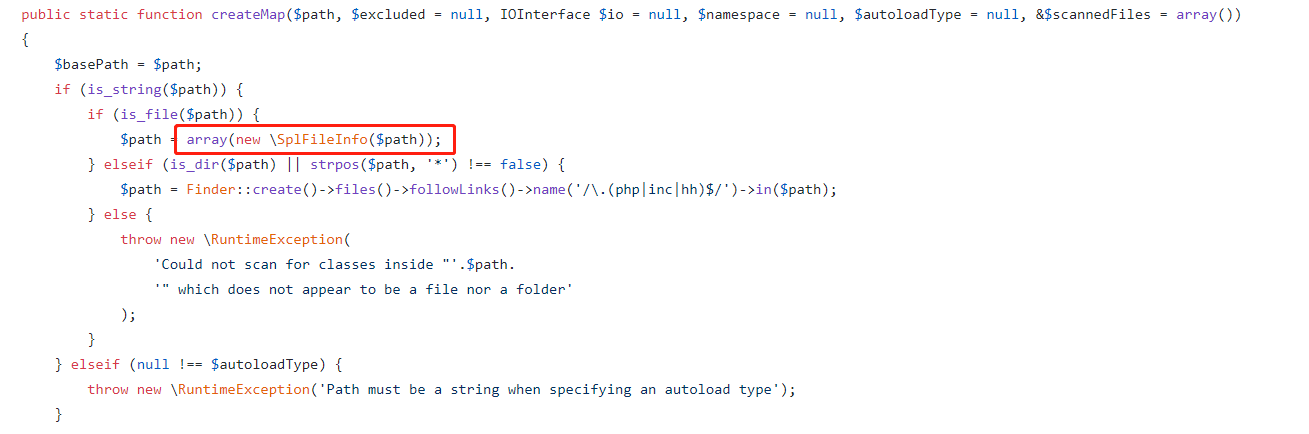 public static function createMap($path, $excluded = null, IOInterface $io = null, $namespace = null, $autoloadType = null, &$scannedFiles = array())
{
    $basePath = $path;
    if (is_string($path)) {
        if (is_file($path)) {
            $path = array(new \SplFileInfo($path));
        } elseif (is_dir($path) || strpos($path, '*') !== false) {
            $path = Finder::create()->files()->followLinks()->name('/\.(php|inc|hh)$/')->in($path);
        } else {
            throw new \RuntimeException(
                'Could not scan for classes inside "'.$path.
                '" which does not appear to be a file nor a folder'
            );
        }
    } elseif (null !== $autoloadType) {
        throw new \RuntimeException('Path must be a string when specifying an autoload type');
    }